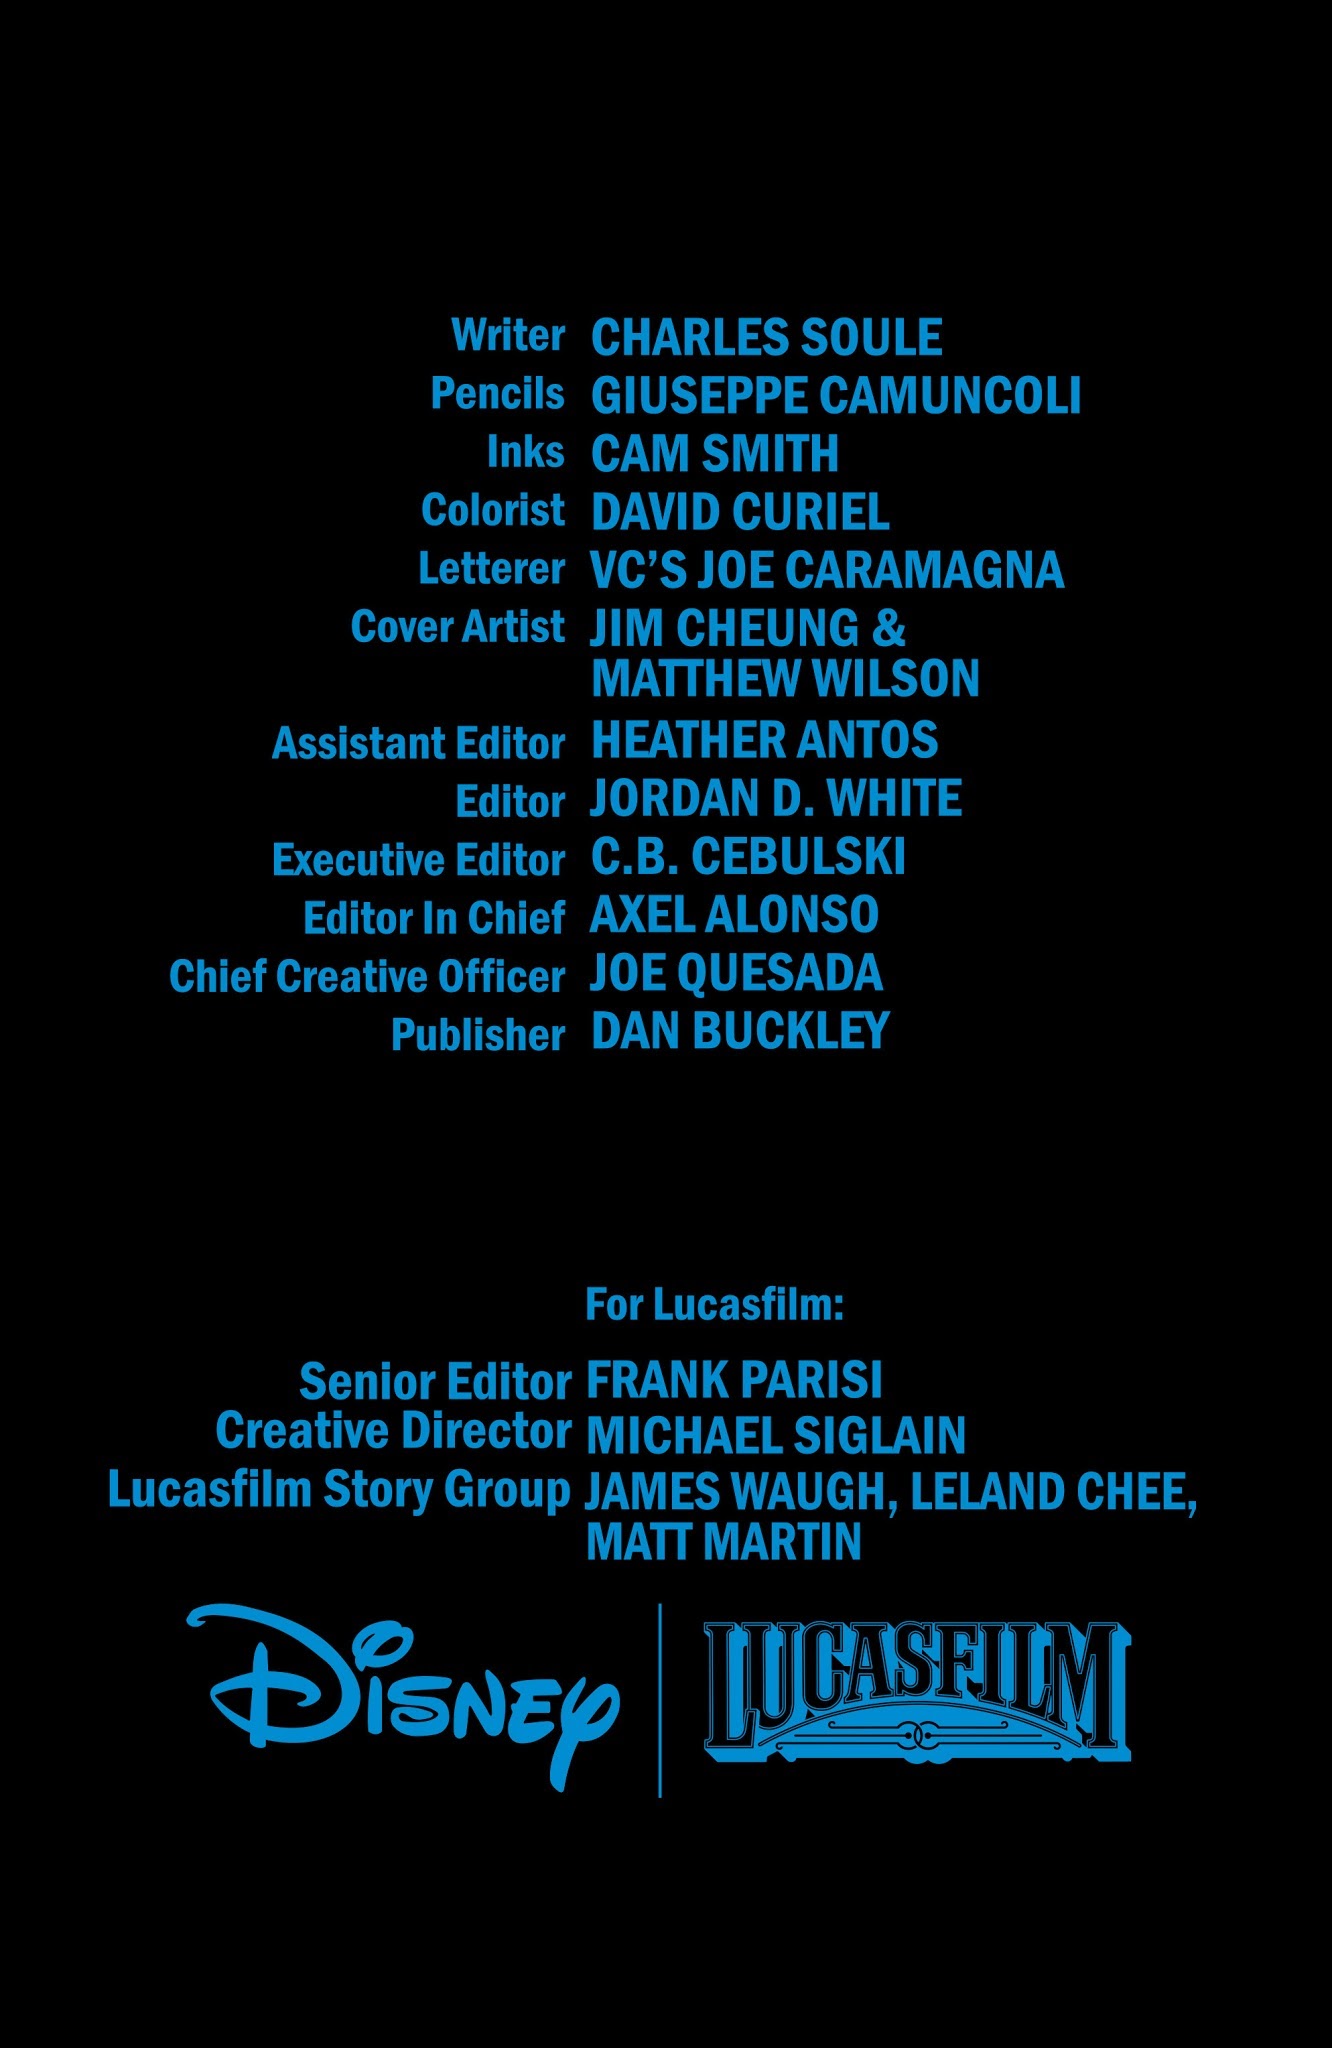 Writer CHARLES SOULE
Pencils GIUSEPPE CAMUNCOLI
Inks CAM SMITH
Colorist DAVID CURIEL
Letterer VC'S JOE CARAMAGNA
Cover Artist JIM CHEUNG &
MATTHEW WILSON
Assistant Editor HEATHER ANTOS
Editor JORDAN D. WHITE
Executive Editor C.B. CEBULSKI
Editor In Chief AXEL ALONSO
Chief Creative Officer JOE QUESADA
Publisher DAN BUCKLEY
For Lucasfilm:
Senior Editor FRANK PARISI
Creative Director MICHAEL SIGLAIN
Lucasfilm Story Group JAMES WAUGH, LELAND CHEE,
MATT MARTIN
DISNEY LUCASFILM